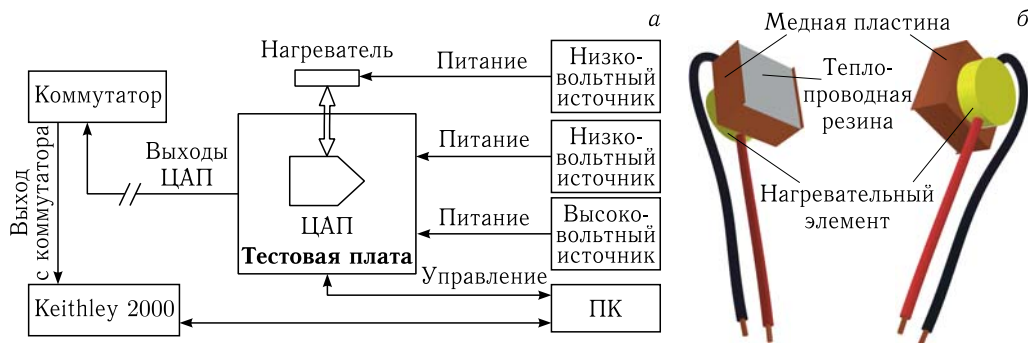 а
Нагреватель
Питание
Низко-
вольтный
источник
Коммутатор
Питание
Низко-
вольтный
источник
Выходы
ЦАП
Выход
с коммутатора
ЦАП
Тестовая плата
Питание
Высоко-
вольтный
источник
Управление
Keithley 2000
ПК
б
Медная пластина
Тепло-
проводная
резина
Нагревательный
элемент